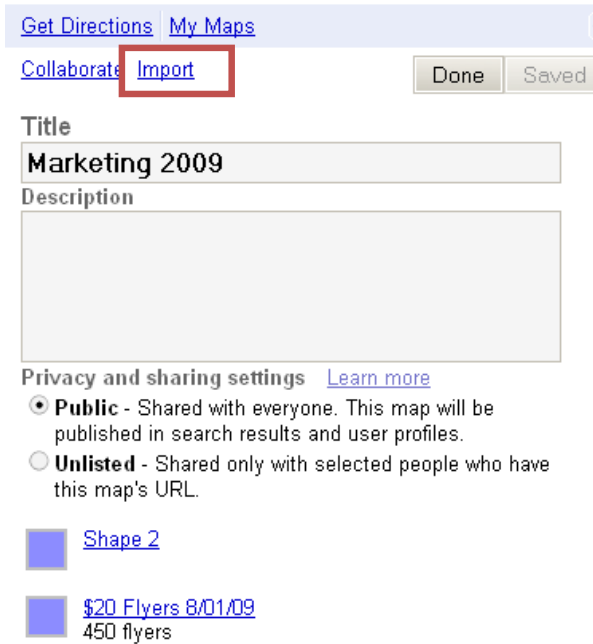 Get Directions My Maps
Collaborate Import
Done Saved
Title
Marketing 2009
Description
Privacy and sharing settings Learn more
Public - Shared with everyone. This map will be
published in search results and user profiles.
Unlisted - Shared only with selected people who have
this map's URL.
Shape 2
$20 Flyers 8/01/09
450 flyers